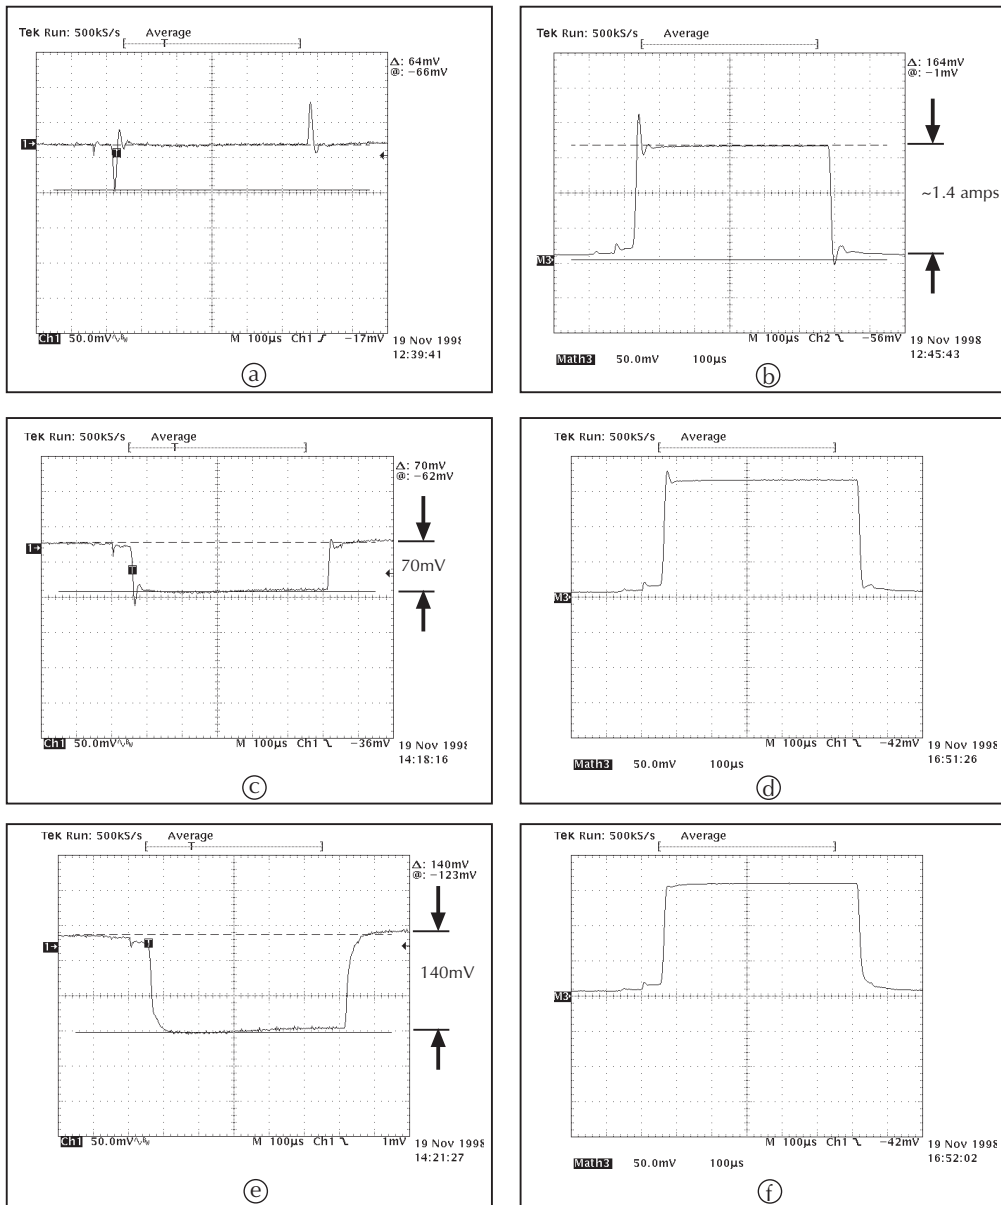 Tek Run: 500kS/s Average
[ T ]
Δ: 64mV
@: −66mV
1→
T
Ch1 50.0mV∿BW M 100µs Ch1 ƒ −17mV
19 Nov 1998
12:39:41
a
Tek Run: 500kS/s Average
[ ]
Δ: 164mV
@: −1mV
~1.4 amps
M3
M 100µs Ch2 −56mV
Math3 50.0mV 100µs
19 Nov 1998
12:45:43
b
Tek Run: 500kS/s Average
[ T ]
Δ: 70mV
@: −62mV
1→
T
70mV
Ch1 50.0mV∿BW M 100µs Ch1 −36mV
19 Nov 1998
14:18:16
c
Tek Run: 500kS/s Average
[ ]
M3
M 100µs Ch1 −42mV
Math3 50.0mV 100µs
19 Nov 1998
16:51:26
d
Tek Run: 500kS/s Average
[ T ]
Δ: 140mV
@: −123mV
1→
T
140mV
Ch1 50.0mV∿BW M 100µs Ch1 1mV
19 Nov 1998
14:21:27
e
Tek Run: 500kS/s Average
[ ]
M3
M 100µs Ch1 −42mV
Math3 50.0mV 100µs
19 Nov 1998
16:52:02
f